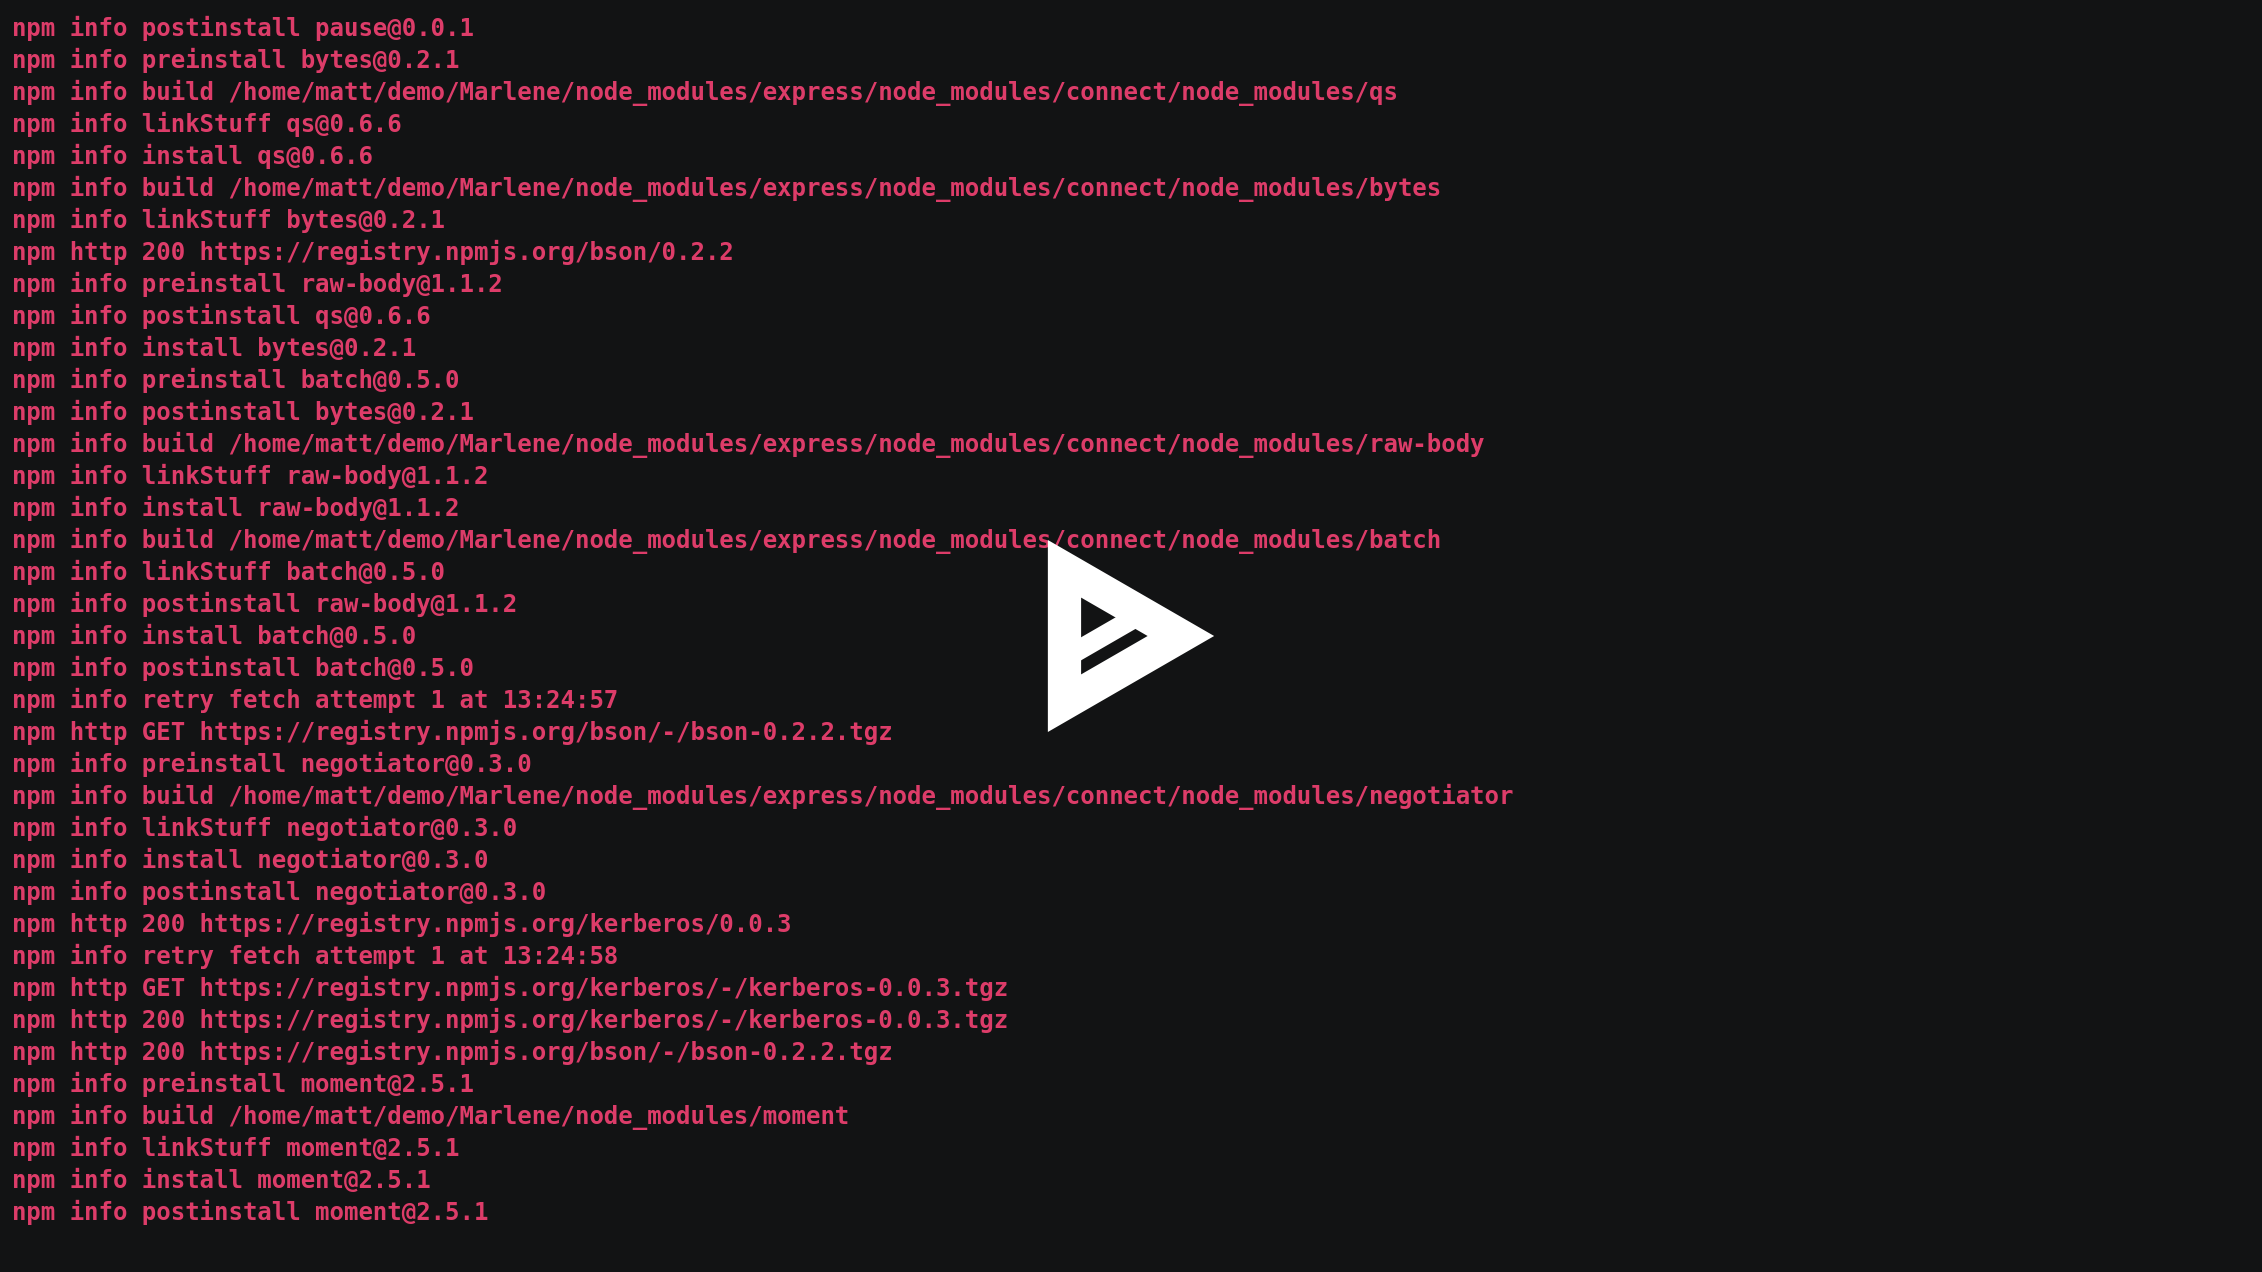 npm info postinstall pause@0.0.1
npm info preinstall bytes@0.2.1
npm info build /home/matt/demo/Marlene/node_modules/express/node_modules/connect/node_modules/qs
npm info linkStuff qs@0.6.6
npm info install qs@0.6.6
npm info build /home/matt/demo/Marlene/node_modules/express/node_modules/connect/node_modules/bytes
npm info linkStuff bytes@0.2.1
npm http 200 https://registry.npmjs.org/bson/0.2.2
npm info preinstall raw-body@1.1.2
npm info postinstall qs@0.6.6
npm info install bytes@0.2.1
npm info preinstall batch@0.5.0
npm info postinstall bytes@0.2.1
npm info build /home/matt/demo/Marlene/node_modules/express/node_modules/connect/node_modules/raw-body
npm info linkStuff raw-body@1.1.2
npm info install raw-body@1.1.2
npm info build /home/matt/demo/Marlene/node_modules/express/node_modules/connect/node_modules/batch
npm info linkStuff batch@0.5.0
npm info postinstall raw-body@1.1.2
npm info install batch@0.5.0
npm info postinstall batch@0.5.0
npm info retry fetch attempt 1 at 13:24:57
npm http GET https://registry.npmjs.org/bson/-/bson-0.2.2.tgz
npm info preinstall negotiator@0.3.0
npm info build /home/matt/demo/Marlene/node_modules/express/node_modules/connect/node_modules/negotiator
npm info linkStuff negotiator@0.3.0
npm info install negotiator@0.3.0
npm info postinstall negotiator@0.3.0
npm http 200 https://registry.npmjs.org/kerberos/0.0.3
npm info retry fetch attempt 1 at 13:24:58
npm http GET https://registry.npmjs.org/kerberos/-/kerberos-0.0.3.tgz
npm http 200 https://registry.npmjs.org/kerberos/-/kerberos-0.0.3.tgz
npm http 200 https://registry.npmjs.org/bson/-/bson-0.2.2.tgz
npm info preinstall moment@2.5.1
npm info build /home/matt/demo/Marlene/node_modules/moment
npm info linkStuff moment@2.5.1
npm info install moment@2.5.1
npm info postinstall moment@2.5.1